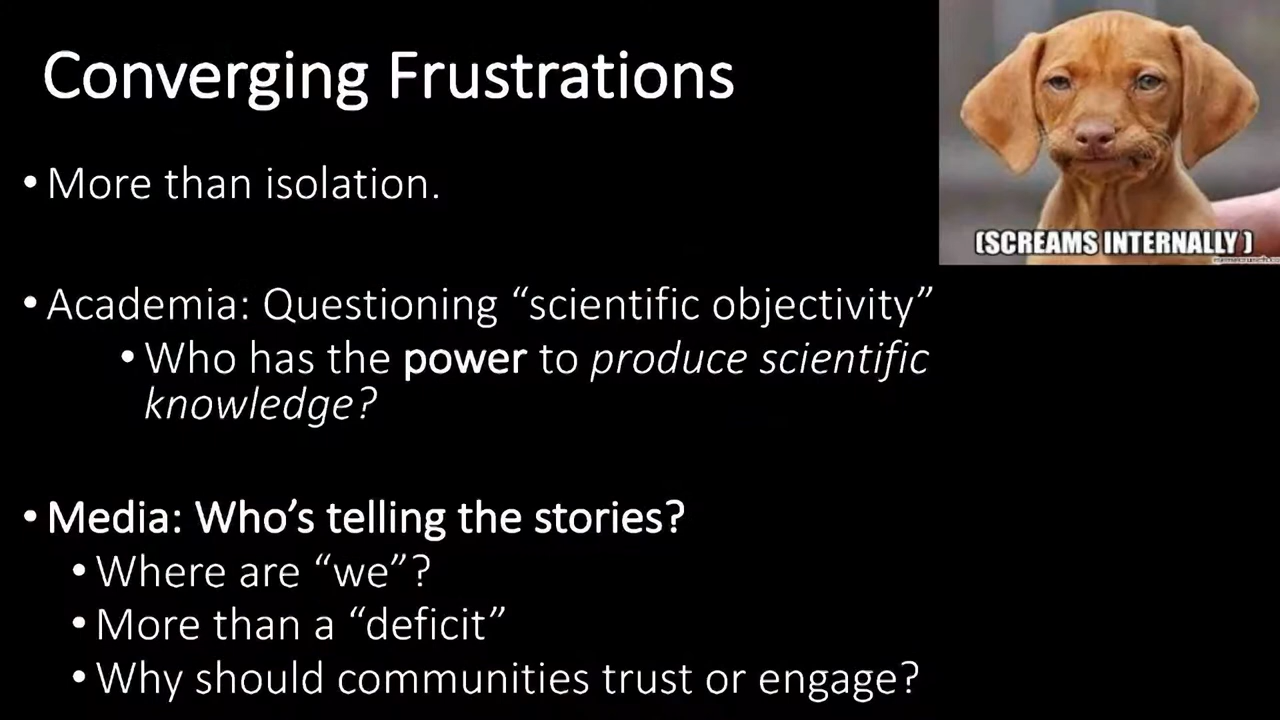 Converging Frustrations
• More than isolation.
(SCREAMS INTERNALLY)
• Academia: Questioning “scientific objectivity”
• Who has the power to produce scientific
knowledge?
• Media: Who’s telling the stories?
• Where are “we”?
• More than a “deficit”
• Why should communities trust or engage?